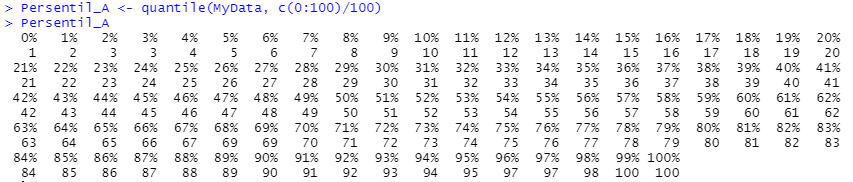 > Persentil_A <- quantile(MyData, c(0:100)/100)
> Persentil_A
0% 1% 2% 3% 4% 5% 6% 7% 8% 9% 10% 11% 12% 13% 14% 15% 16% 17% 18% 19% 20%
1 2 3 3 4 5 6 7 8 9 10 11 12 13 14 15 16 17 18 19 20
21% 22% 23% 24% 25% 26% 27% 28% 29% 30% 31% 32% 33% 34% 35% 36% 37% 38% 39% 40% 41%
21 22 23 24 25 26 27 28 29 30 31 32 33 34 35 36 37 38 39 40 41
42% 43% 44% 45% 46% 47% 48% 49% 50% 51% 52% 53% 54% 55% 56% 57% 58% 59% 60% 61% 62%
42 43 44 45 46 47 48 49 50 51 52 53 54 55 56 57 58 59 60 61 62
63% 64% 65% 66% 67% 68% 69% 70% 71% 72% 73% 74% 75% 76% 77% 78% 79% 80% 81% 82% 83%
63 64 65 66 67 69 69 70 71 72 73 74 75 76 77 78 79 80 81 82 83
84% 85% 86% 87% 88% 89% 90% 91% 92% 93% 94% 95% 96% 97% 98% 99% 100%
84 85 86 87 88 89 90 91 92 93 94 95 97 97 98 100 100